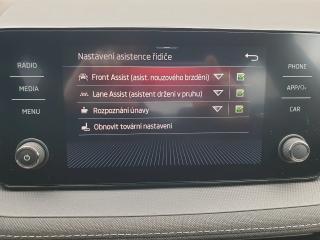 Nastavení asistence řidiče
RADIO
PHONE
Front Assist (asist. nouzového brzdění)
MEDIA
Lane Assist (asistent držení v pruhu)
APP/
MENU
Rozpoznání únavy
CAR
Obnovit tovární nastavení